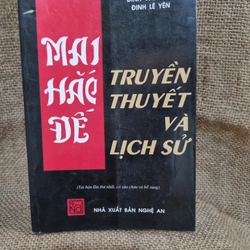 ĐINH LÊ YÊN
MAI
HẮC
ĐẾ
TRUYỀN
THUYẾT
VÀ
LỊCH SỬ
(Tái bản lần thứ nhất, có sửa chữa và bổ sung)
NHÀ XUẤT BẢN NGHỆ AN